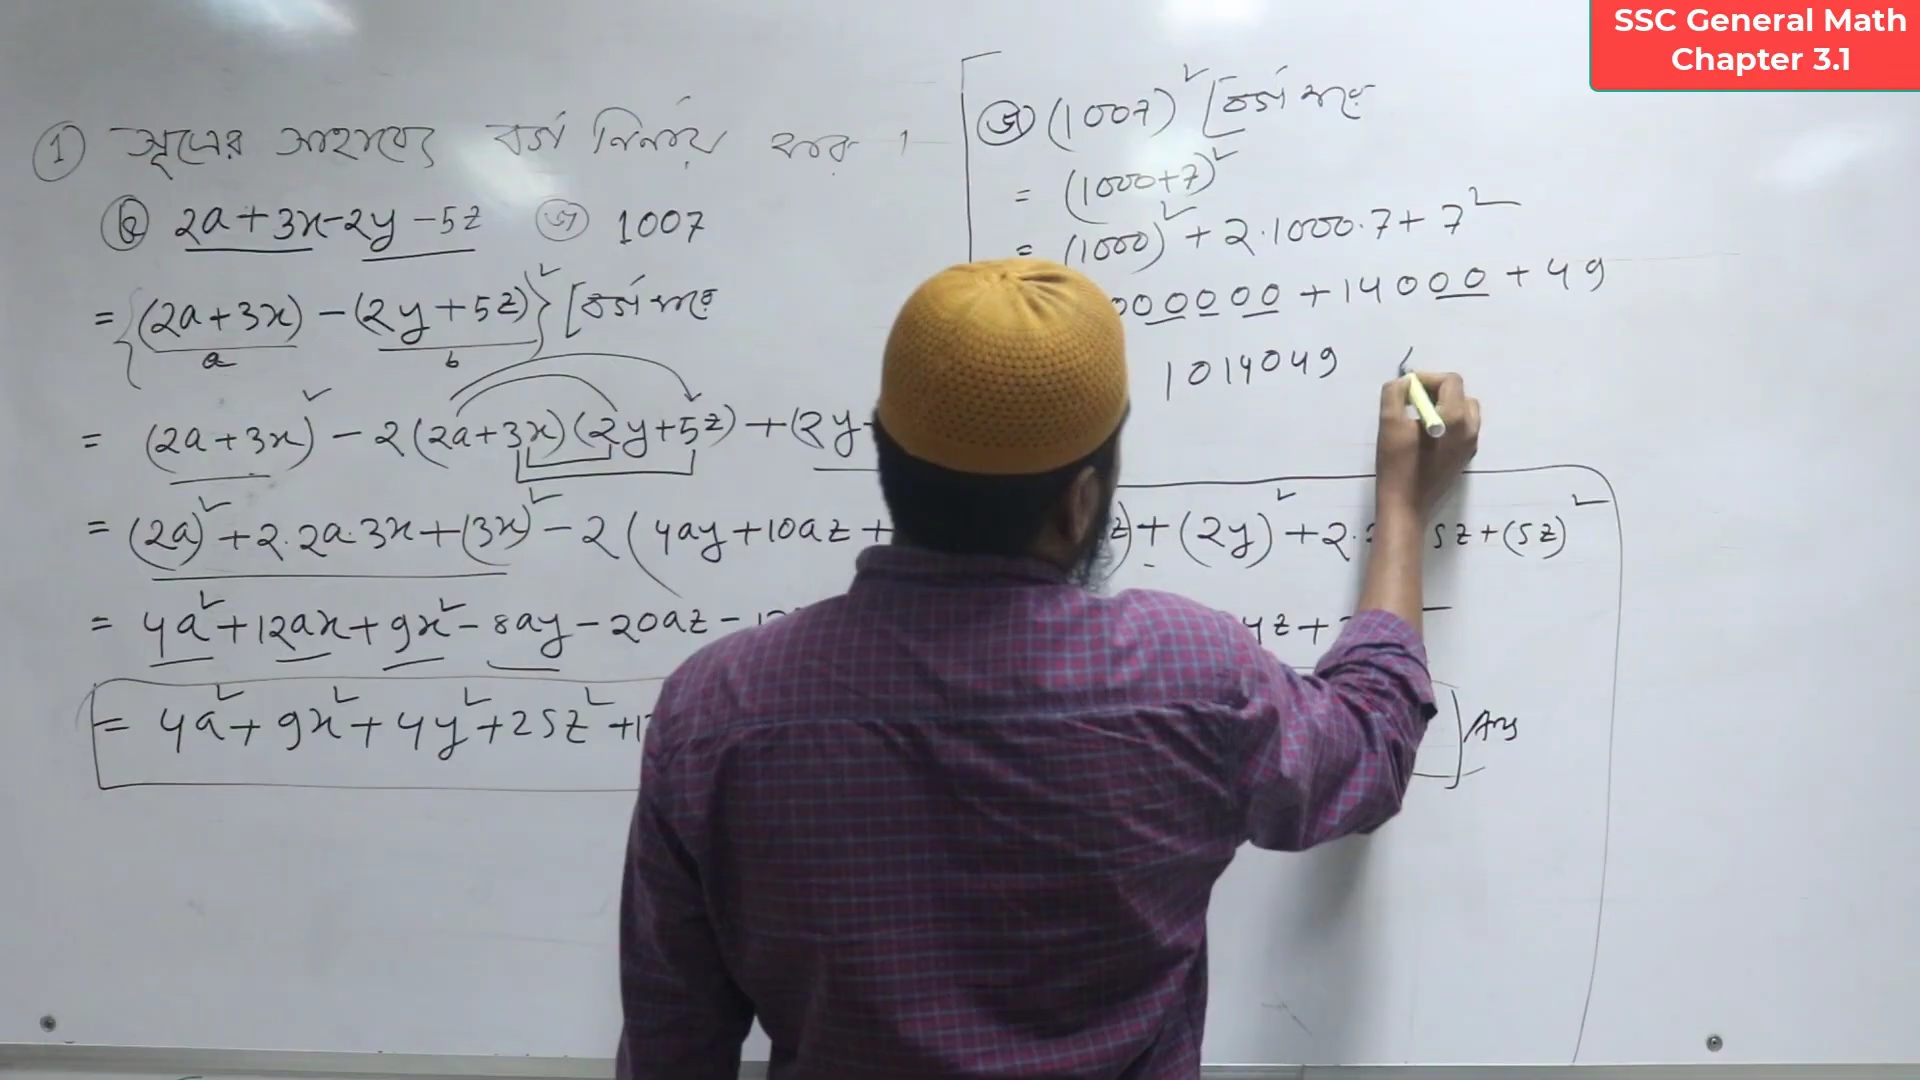 SSC General Math
Chapter 3.1
① সূত্রের সাহায্যে বর্গ নির্ণয় কর।
2a+3x-2y-5z জ 1007
= {(2a+3x) - (2y+5z)}² [বর্গ করে
a b
= (2a+3x)² - 2(2a+3x)(2y+5z) + (2y
= (2a)²+2.2a.3x+(3x)² - 2(4ay+10az+ z)+(2y)²+2. 5z+(5z)²
= 4a²+12ax+9x²-8ay-20az-1 yz+
= 4a²+9x²+4y²+25z²+1 Ans
জ (1007)² [বর্গ করে
= (1000+7)²
= (1000)²+2.1000.7+7²
000000+14000+49
1014049